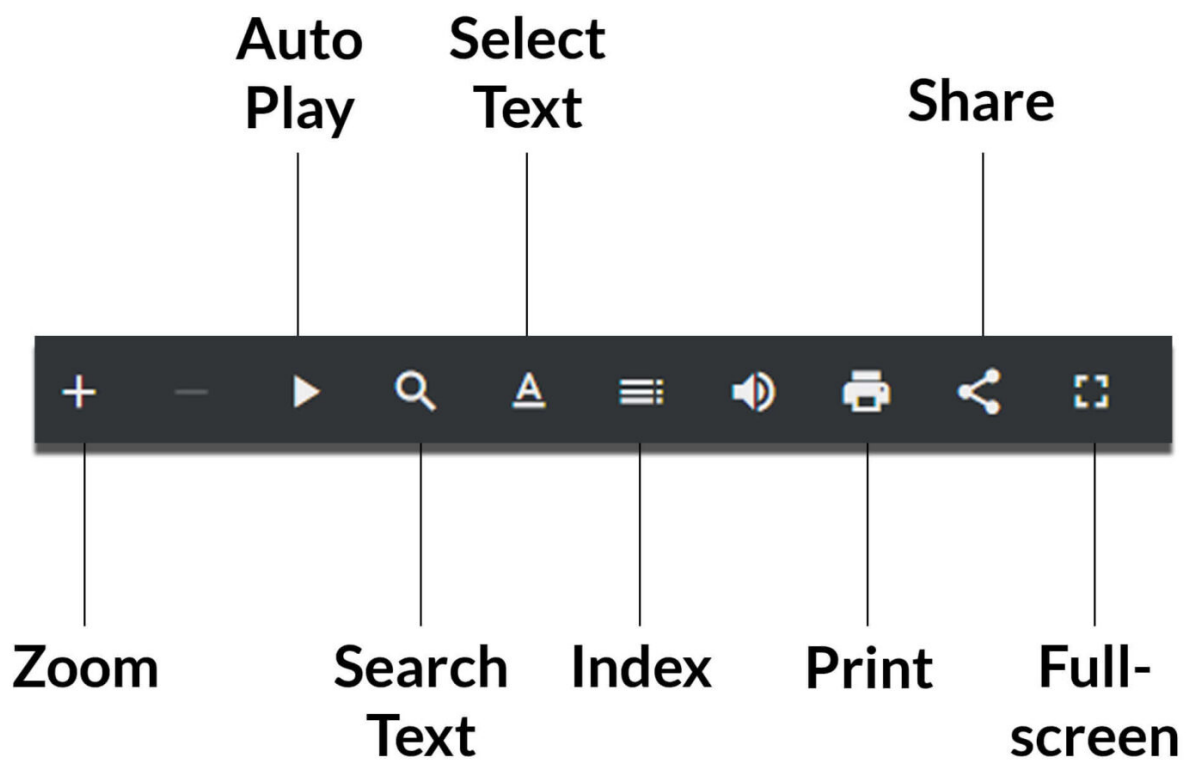 Auto
Play
Select
Text
Share
A
Zoom
Search
Text
Index
Print
Full-
screen